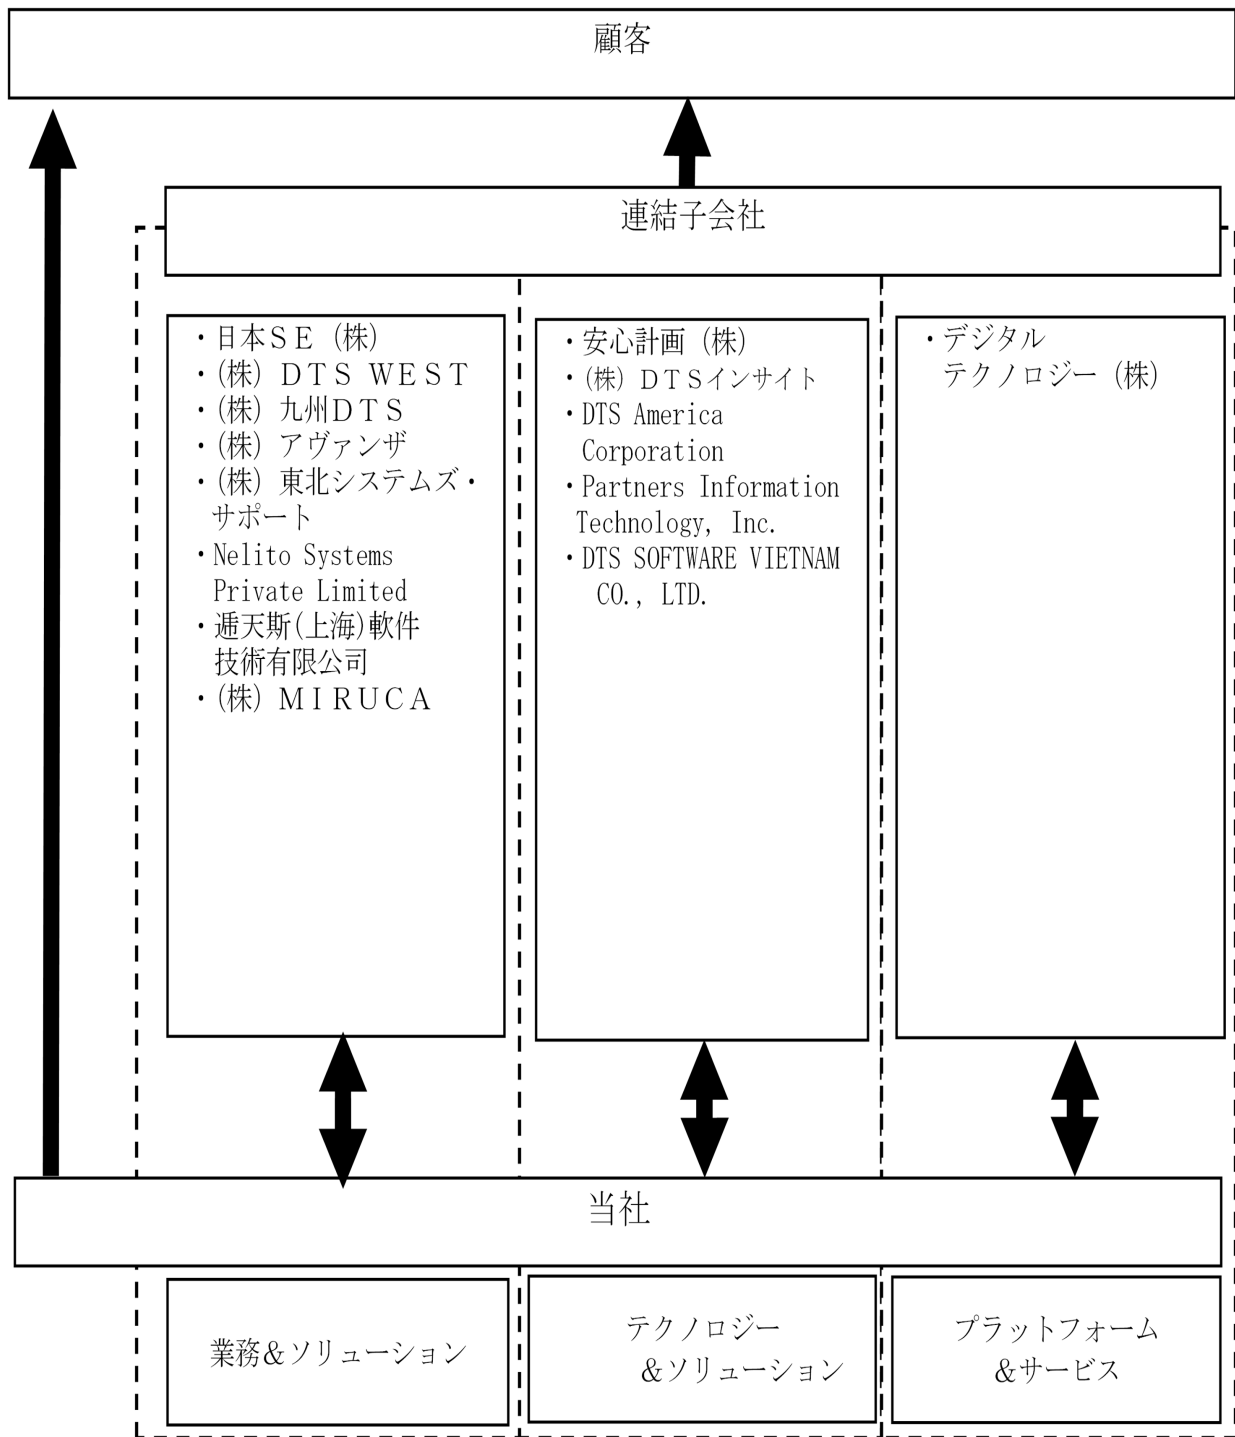 顧客
連結子会社
・日本ＳＥ（株）
・（株）ＤＴＳ ＷＥＳＴ
・（株）九州ＤＴＳ
・（株）アヴァンザ
・（株）東北システムズ・
サポート
・Nelito Systems
Private Limited
・逓天斯(上海)軟件
技術有限公司
・（株）ＭＩＲＵＣＡ
・安心計画（株）
・（株）ＤＴＳインサイト
・DTS America
Corporation
・Partners Information
Technology, Inc.
・DTS SOFTWARE VIETNAM
CO., LTD.
・デジタル
テクノロジー（株）
当社
業務＆ソリューション
テクノロジー
＆ソリューション
プラットフォーム
＆サービス